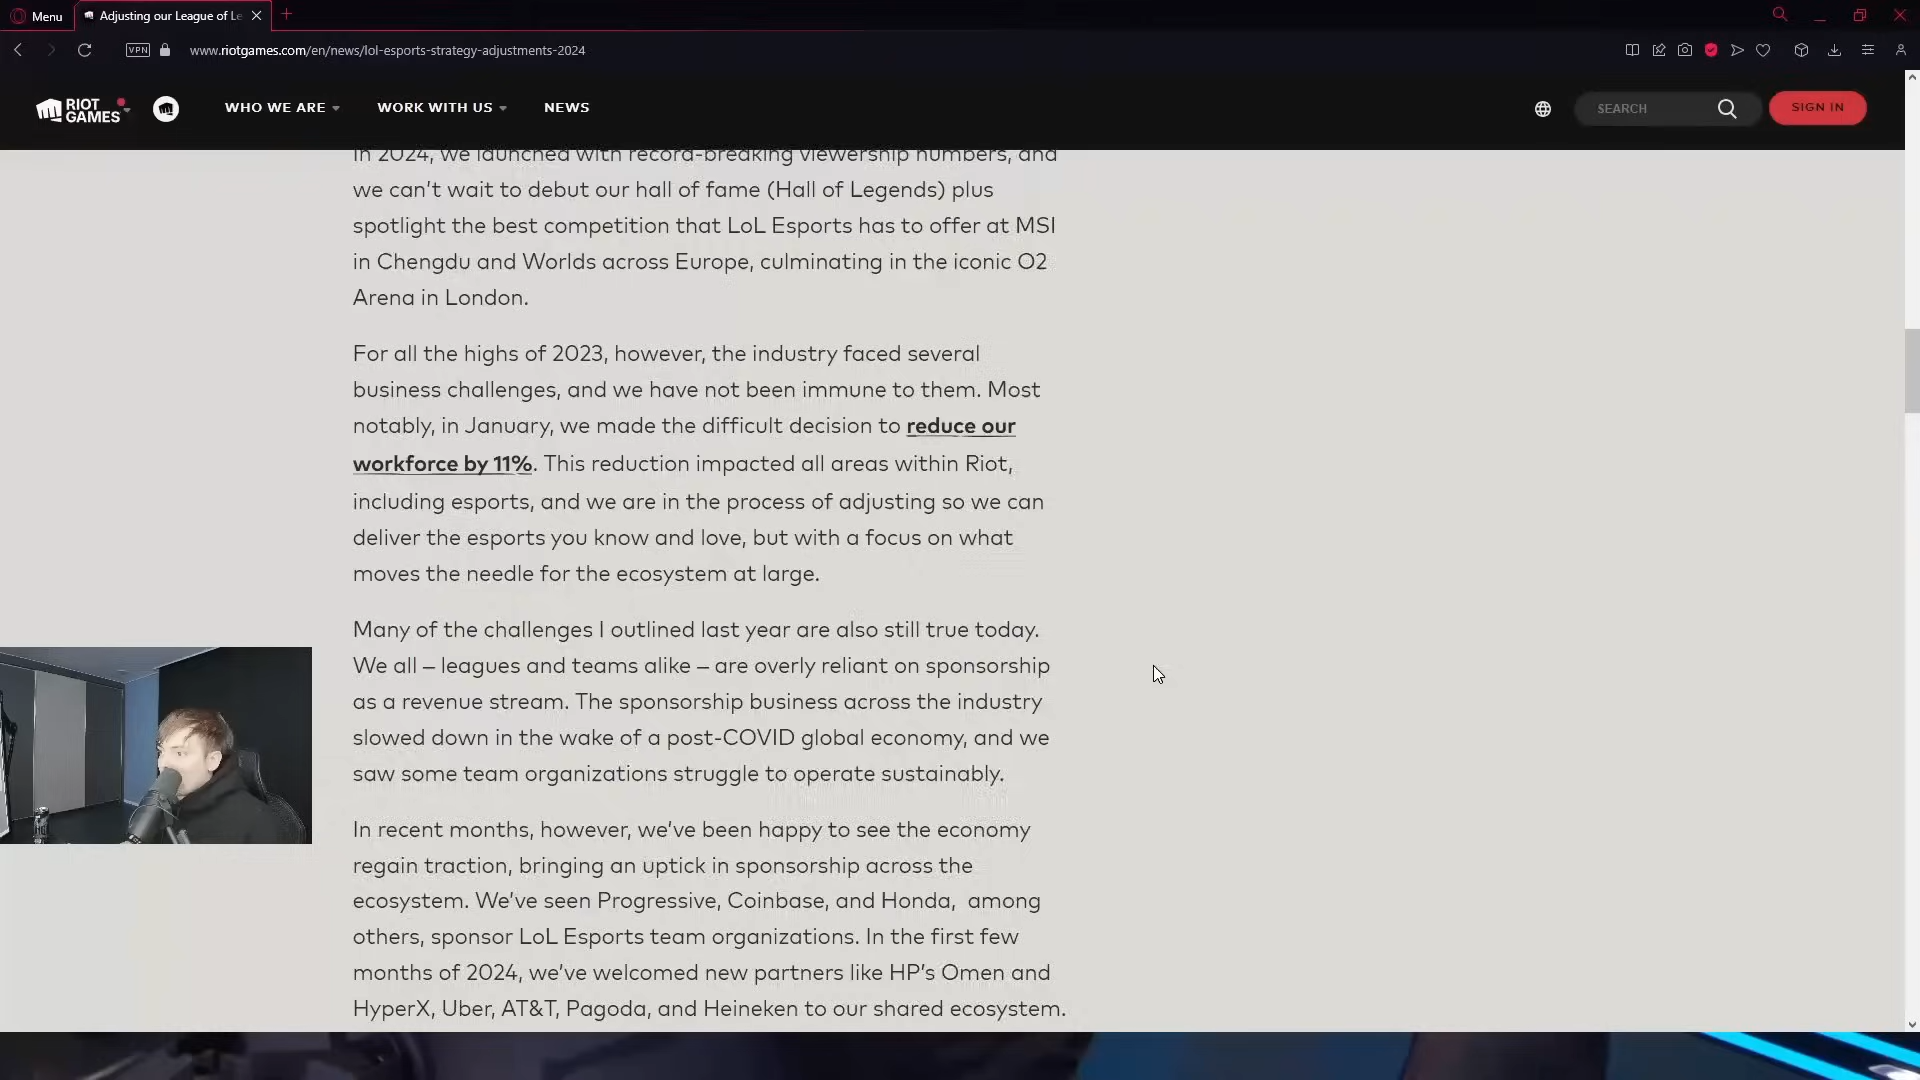 Menu
Adjusting our League of Le
VPN
www.riotgames.com/en/news/lol-esports-strategy-adjustments-2024
RIOT GAMES
WHO WE ARE
WORK WITH US
NEWS
SEARCH
SIGN IN
In 2024, we launched with record-breaking viewership numbers, and
we can't wait to debut our hall of fame (Hall of Legends) plus
spotlight the best competition that LoL Esports has to offer at MSI
in Chengdu and Worlds across Europe, culminating in the iconic O2
Arena in London.
For all the highs of 2023, however, the industry faced several
business challenges, and we have not been immune to them. Most
notably, in January, we made the difficult decision to reduce our
workforce by 11%. This reduction impacted all areas within Riot,
including esports, and we are in the process of adjusting so we can
deliver the esports you know and love, but with a focus on what
moves the needle for the ecosystem at large.
Many of the challenges I outlined last year are also still true today.
We all – leagues and teams alike – are overly reliant on sponsorship
as a revenue stream. The sponsorship business across the industry
slowed down in the wake of a post-COVID global economy, and we
saw some team organizations struggle to operate sustainably.
In recent months, however, we've been happy to see the economy
regain traction, bringing an uptick in sponsorship across the
ecosystem. We've seen Progressive, Coinbase, and Honda, among
others, sponsor LoL Esports team organizations. In the first few
months of 2024, we've welcomed new partners like HP's Omen and
HyperX, Uber, AT&T, Pagoda, and Heineken to our shared ecosystem.